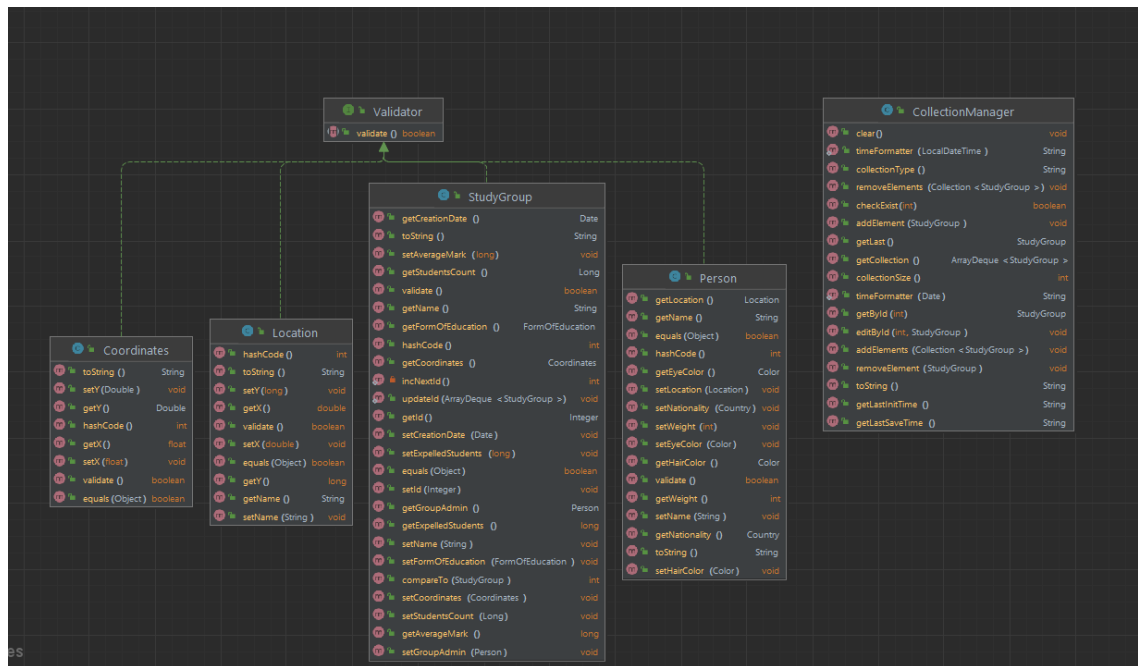 Validator
validate () boolean
CollectionManager
clear() void
timeFormatter (LocalDateTime ) String
collectionType () String
removeElements (Collection <StudyGroup >) void
checkExist(int) boolean
addElement(StudyGroup ) void
getLast() StudyGroup
getCollection () ArrayDeque <StudyGroup >
collectionSize () int
timeFormatter (Date) String
getById (int) StudyGroup
editById (int, StudyGroup ) void
addElements (Collection <StudyGroup >) void
removeElement (StudyGroup ) void
toString () String
getLastInitTime () String
getLastSaveTime () String
StudyGroup
getCreationDate () Date
toString () String
setAverageMark (long) void
getStudentsCount () Long
validate () boolean
getName () String
getFormOfEducation () FormOfEducation
hashCode () int
getCoordinates () Coordinates
incNextId() int
updateId (ArrayDeque <StudyGroup >) void
getId() Integer
setCreationDate (Date) void
setExpelledStudents (long) void
equals (Object) boolean
setId (Integer) void
getGroupAdmin () Person
getExpelledStudents () long
setName (String ) void
setFormOfEducation (FormOfEducation ) void
compareTo (StudyGroup ) int
setCoordinates (Coordinates ) void
setStudentsCount (Long) void
getAverageMark () long
setGroupAdmin (Person) void
Person
getLocation () Location
getName () String
equals (Object) boolean
hashCode () int
getEyeColor () Color
setLocation (Location ) void
setNationality (Country ) void
setWeight (int) void
setEyeColor (Color) void
getHairColor () Color
validate () boolean
getWeight () int
setName (String ) void
getNationality () Country
toString () String
setHairColor (Color) void
Location
hashCode () int
toString () String
setY(long) void
getX() double
validate () boolean
setX (double) void
equals (Object) boolean
getY() long
getName () String
setName (String ) void
Coordinates
toString () String
setY(Double ) void
getY() Double
hashCode () int
getX() float
setX (float) void
validate () boolean
equals (Object) boolean
es